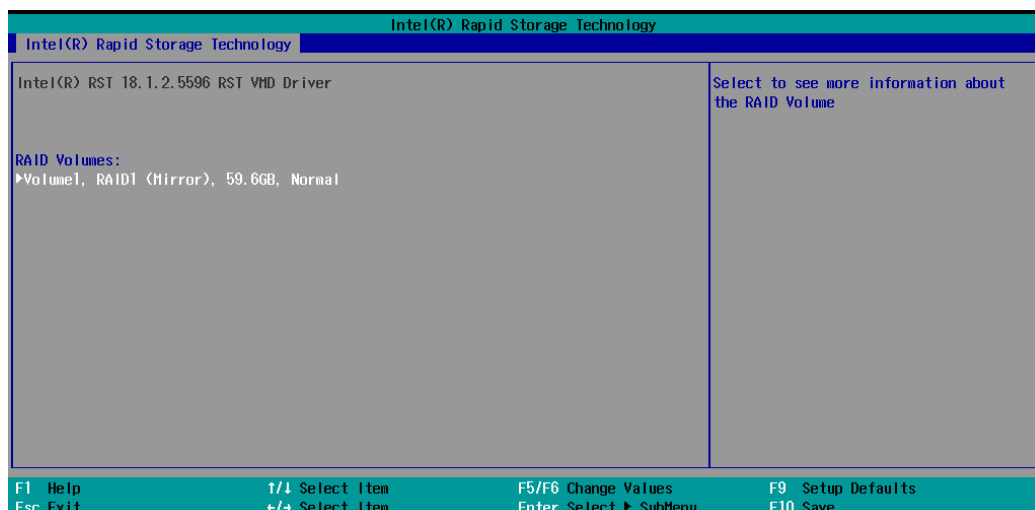 Intel(R) Rapid Storage Technology
Intel(R) Rapid Storage Technology
Intel(R) RST 18.1.2.5596 RST VMD Driver
Select to see more information about
the RAID Volume
RAID Volumes:
▶Volume1, RAID1 (Mirror), 59.6GB, Normal
F1 Help ↑/↓ Select Item F5/F6 Change Values F9 Setup Defaults
Esc Exit ←/→ Select Item Enter Select ▶ SubMenu F10 Save